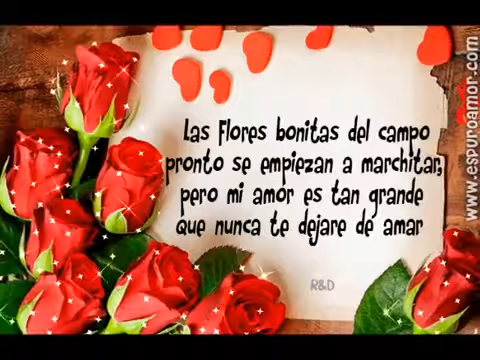 Las Flores bonitas del campo
pronto se empiezan a marchitar,
pero mi amor es tan grande
que nunca te dejare de amar
R&D
www.espuroamor.com